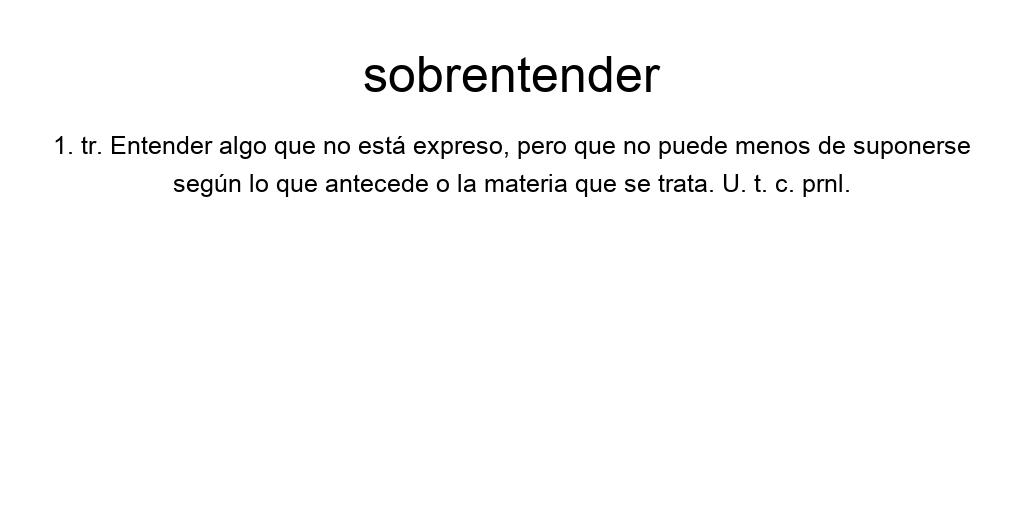 sobrentender
1. tr. Entender algo que no está expreso, pero que no puede menos de suponerse
según lo que antecede o la materia que se trata. U. t. c. prnl.